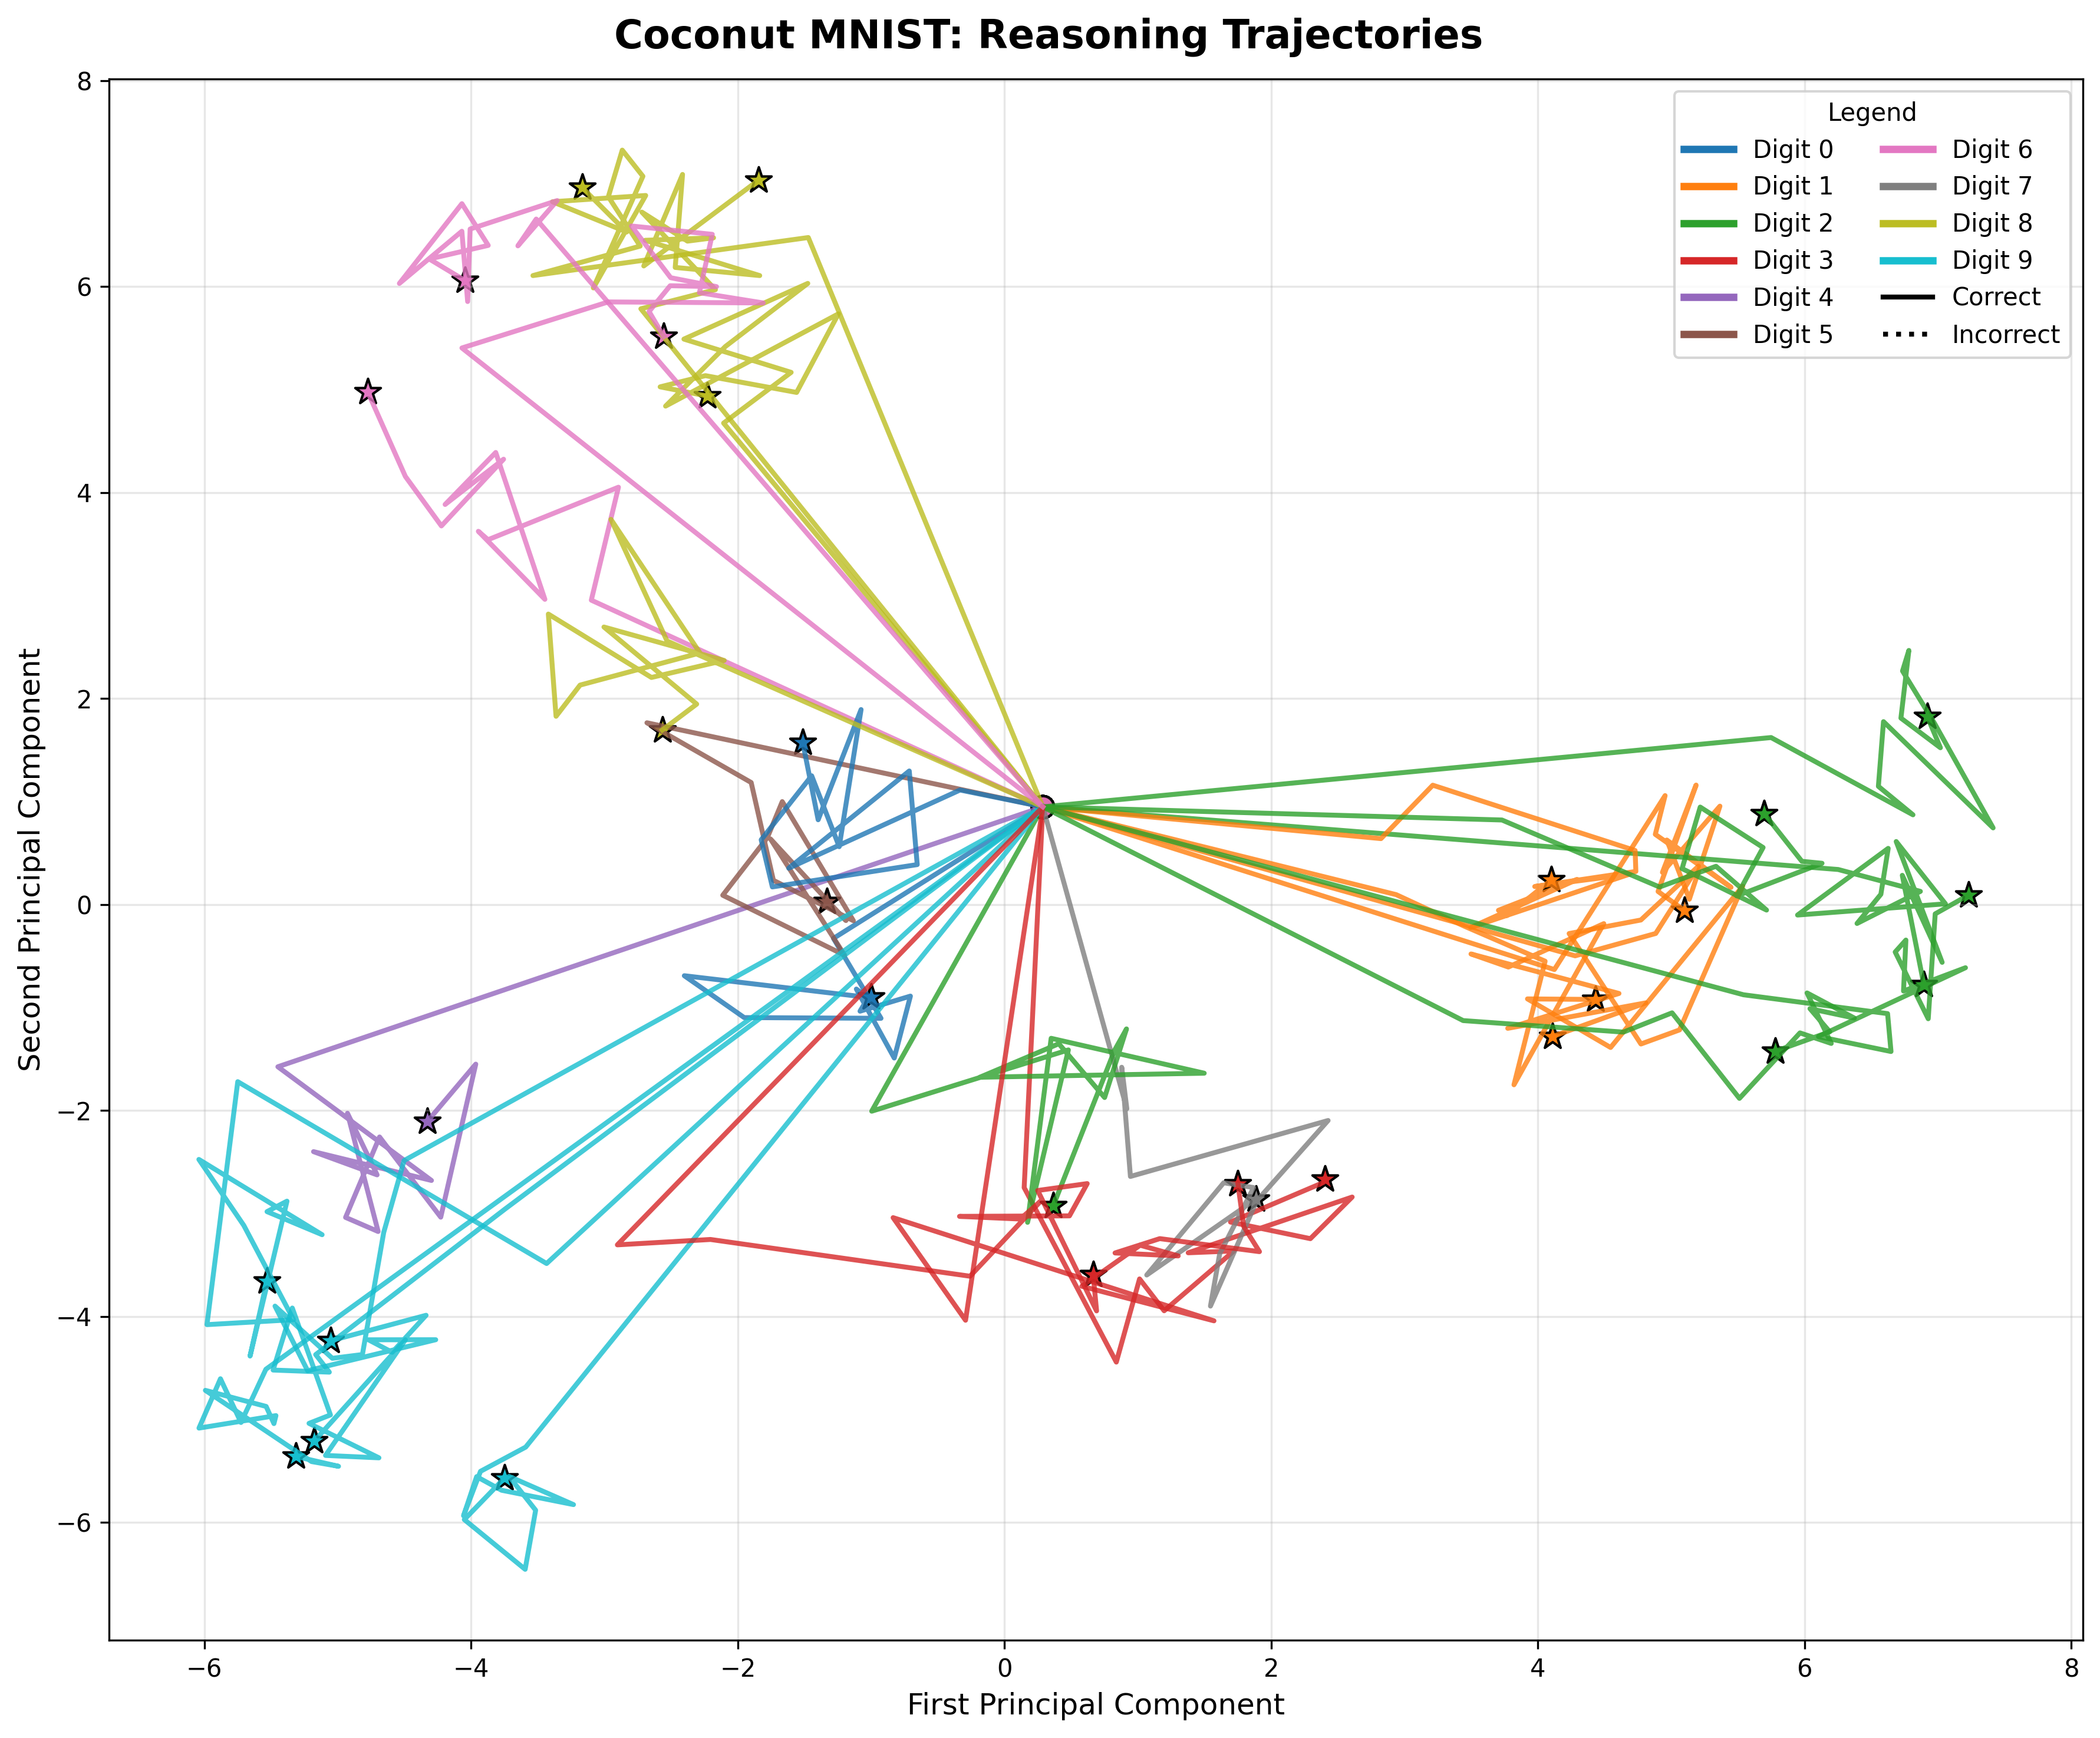 Coconut MNIST: Reasoning Trajectories
8
6
4
2
0
−2
−4
−6
Second Principal Component
Legend
Digit 0
Digit 1
Digit 2
Digit 3
Digit 4
Digit 5
Digit 6
Digit 7
Digit 8
Digit 9
Correct
Incorrect
−6
−4
−2
0
2
4
6
8
First Principal Component